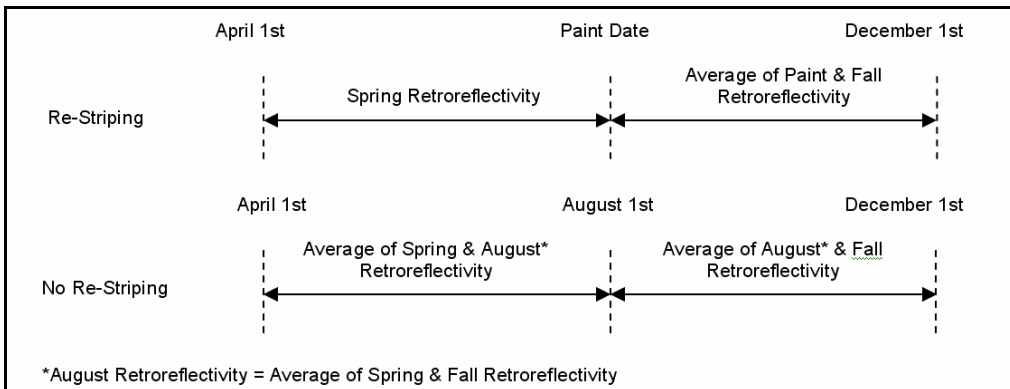 April 1st Paint Date December 1st
Average of Paint & Fall
Spring Retroreflectivity Retroreflectivity
Re-Striping
April 1st August 1st December 1st
Average of Spring & August* Average of August* & Fall
Retroreflectivity Retroreflectivity
No Re-Striping
*August Retroreflectivity = Average of Spring & Fall Retroreflectivity